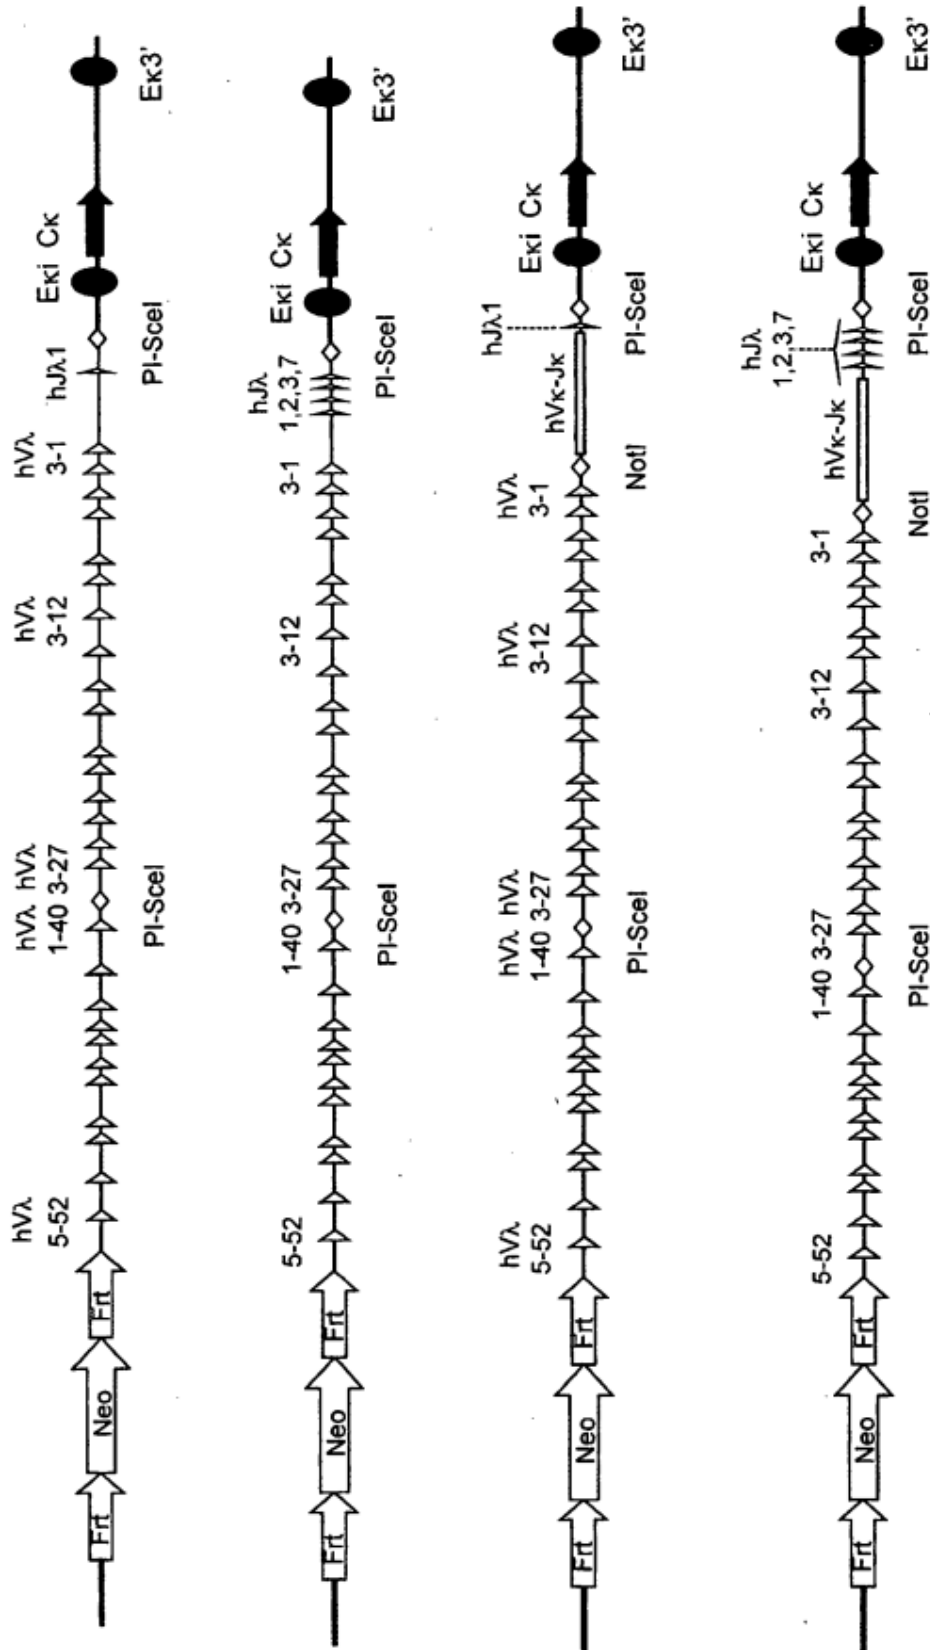 hVλ hVλ hVλ hVλ hVλ
5-52 1-40 3-27 3-12 3-1 hJλ1 Eκi Cκ
Frt Neo Frt
PI-SceI PI-SceI Eκ3'
hJλ
5-52 1-40 3-27 3-12 3-1 1,2,3,7 Eκi Cκ
Frt Neo Frt
PI-SceI PI-SceI Eκ3'
hVλ hVλ hVλ hVλ hVλ hJλ1
5-52 1-40 3-27 3-12 3-1 hVκ-Jκ Eκi Cκ
Frt Neo Frt
PI-SceI NotI PI-SceI Eκ3'
hJλ
1,2,3,7
5-52 1-40 3-27 3-12 3-1 hVκ-Jκ Eκi Cκ
Frt Neo Frt
PI-SceI NotI PI-SceI Eκ3'